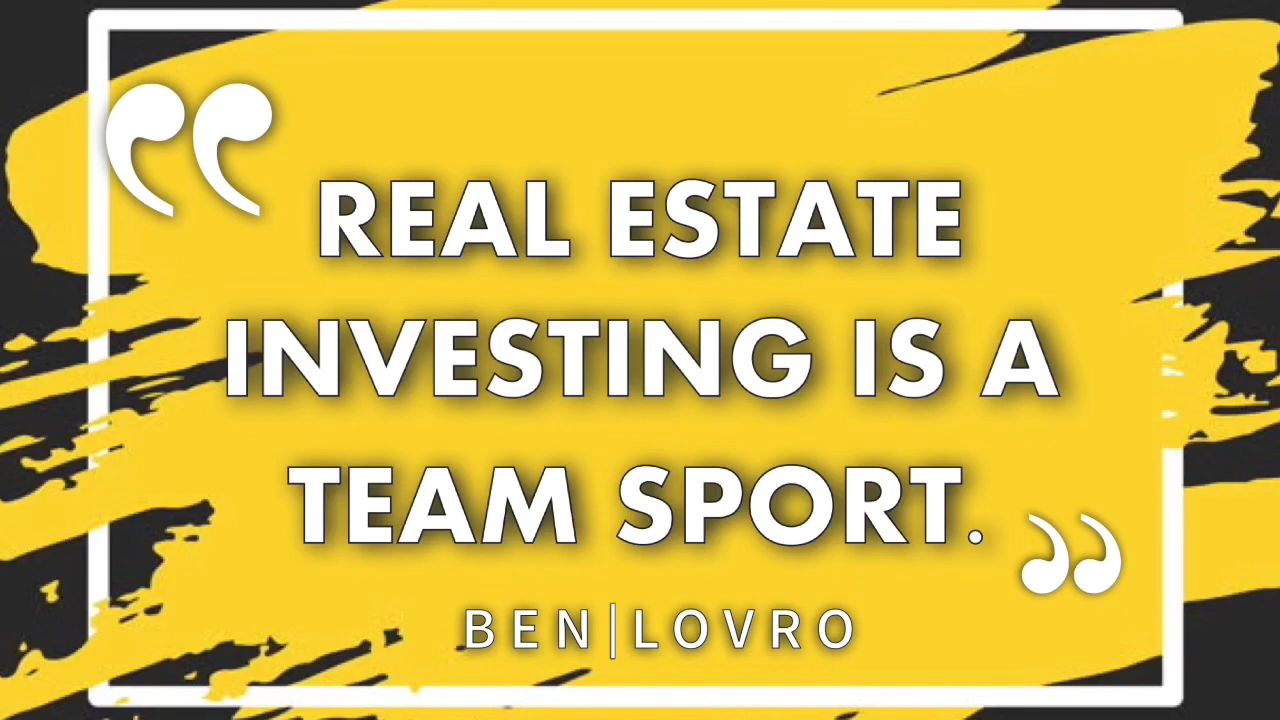 “REAL ESTATE
INVESTING IS A
TEAM SPORT.”
BEN|LOVRO